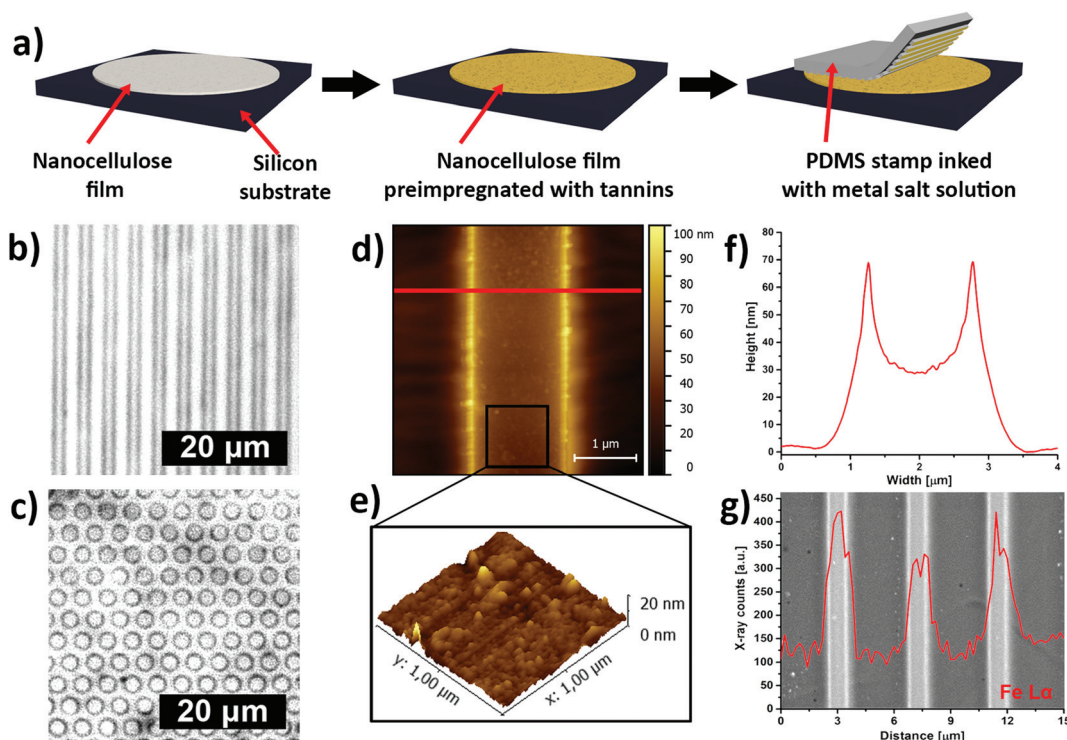 a)
Nanocellulose
film
Silicon
substrate
Nanocellulose film
preimpregnated with tannins
PDMS stamp inked
with metal salt solution
b)
20 µm
c)
20 µm
d)
1 µm
100 nm
90
80
70
60
50
40
30
20
10
0
e)
20 nm
0 nm
y: 1,00 µm
x: 1,00 µm
f)
Height [nm]
80
70
60
50
40
30
20
10
0
0 1 2 3 4
Width [µm]
g)
X-ray counts [a.u.]
450
400
350
300
250
200
150
100
50
0
Fe Lα
0 3 6 9 12 15
Distance [µm]